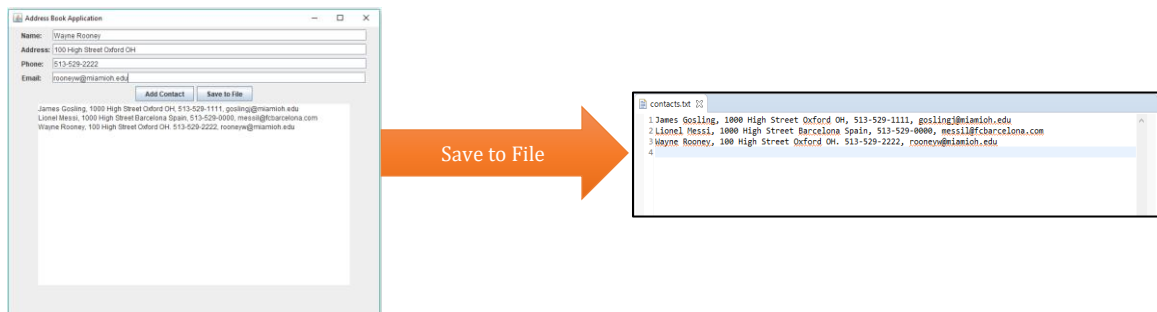 Address Book Application
Name: Wayne Rooney
Address: 100 High Street Oxford OH
Phone: 513-529-2222
Email: rooneyw@miamioh.edu
Add Contact Save to File
James Gosling, 1000 High Street Oxford OH, 513-529-1111, goslingj@miamioh.edu
Lionel Messi, 1000 High Street Barcelona Spain, 513-529-0000, messil@fcbarcelona.com
Wayne Rooney, 100 High Street Oxford OH. 513-529-2222, rooneyw@miamioh.edu
Save to File
contacts.txt
1 James Gosling, 1000 High Street Oxford OH, 513-529-1111, goslingj@miamioh.edu
2 Lionel Messi, 1000 High Street Barcelona Spain, 513-529-0000, messil@fcbarcelona.com
3 Wayne Rooney, 100 High Street Oxford OH. 513-529-2222, rooneyw@miamioh.edu
4